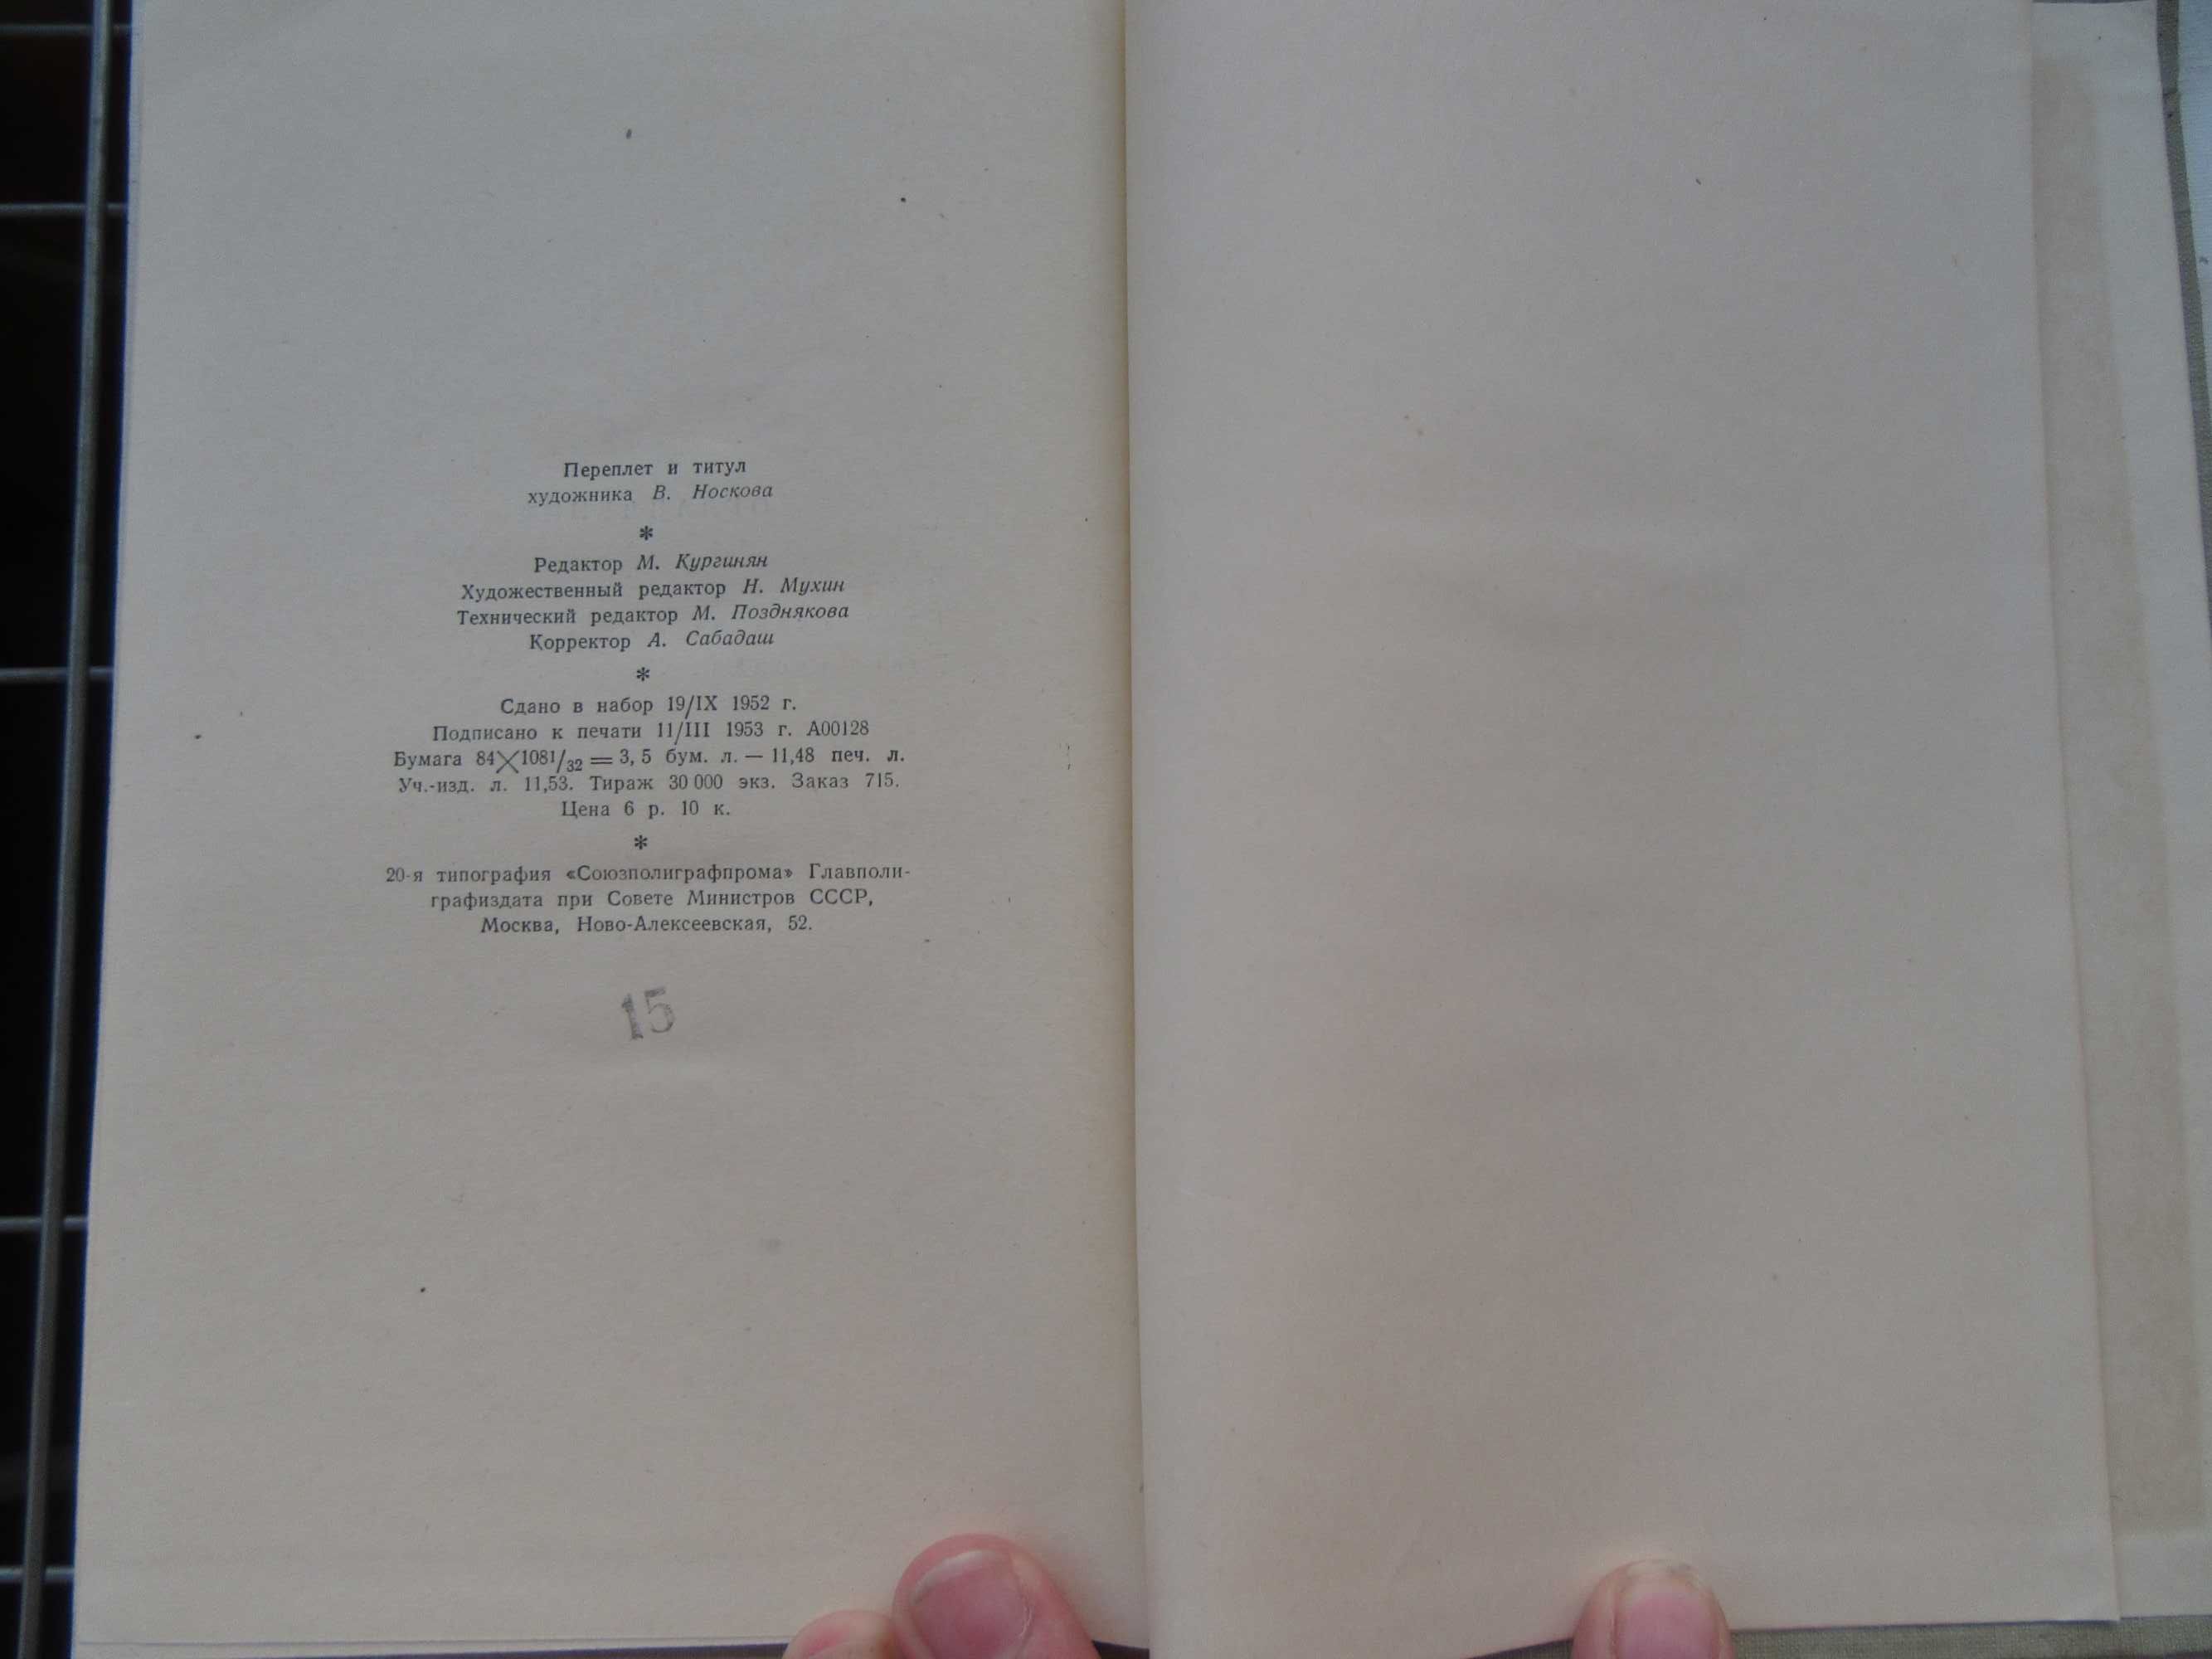 Переплет и титул
художника В. Носкова
*
Редактор М. Кургинян
Художественный редактор Н. Мухин
Технический редактор М. Позднякова
Корректор А. Сабадаш
*
Сдано в набор 19/IX 1952 г.
Подписано к печати 11/III 1953 г. А00128
Бумага 84×1081/32 = 3, 5 бум. л. — 11,48 печ. л.
Уч.-изд. л. 11,53. Тираж 30 000 экз. Заказ 715.
Цена 6 р. 10 к.
*
20-я типография «Союзполиграфпрома» Главполи-
графиздата при Совете Министров СССР,
Москва, Ново-Алексеевская, 52.
15